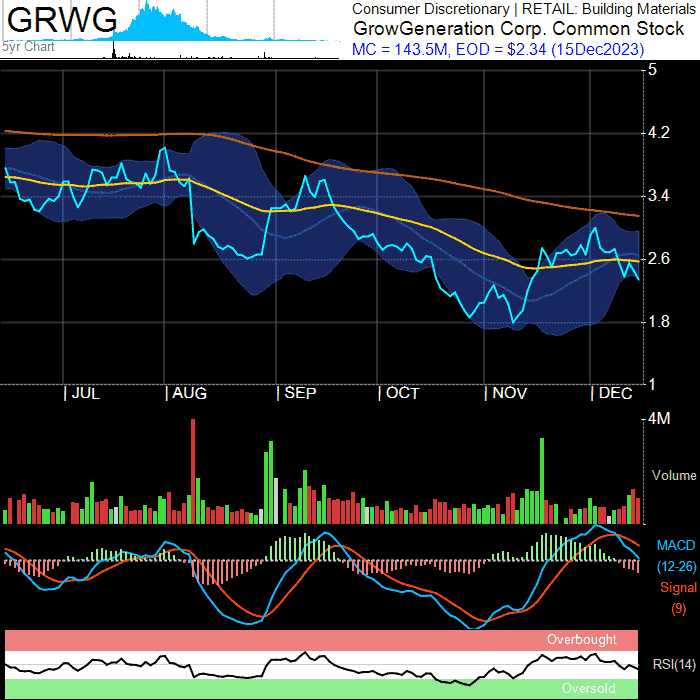 GRWG
5yr Chart
Consumer Discretionary | RETAIL: Building Materials
GrowGeneration Corp. Common Stock
MC = 143.5M, EOD = $2.34 (15Dec2023)
5
4.2
3.4
2.6
1.8
1
| JUL | AUG | SEP | OCT | NOV | DEC
4M
Volume
MACD
(12-26)
Signal
(9)
Overbought
RSI(14)
Oversold